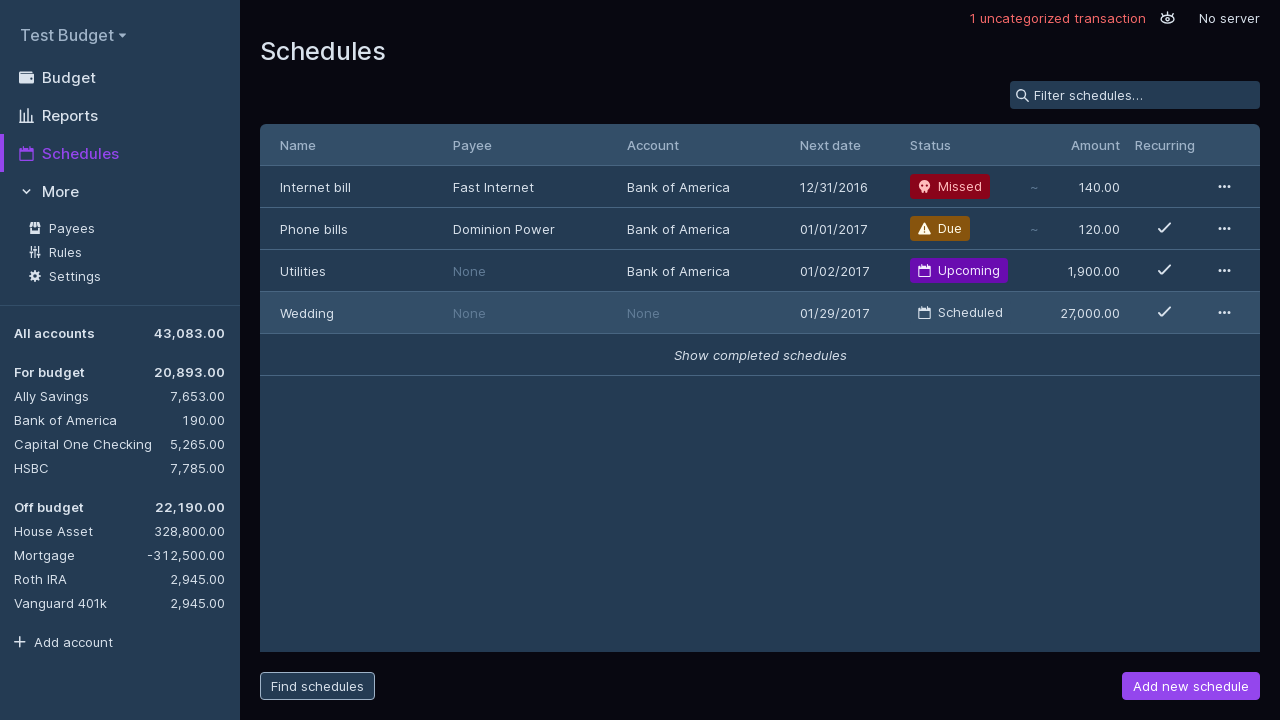 Test Budget
Budget
Reports
Schedules
More
Payees
Rules
Settings
All accounts 43,083.00
For budget 20,893.00
Ally Savings 7,653.00
Bank of America 190.00
Capital One Checking 5,265.00
HSBC 7,785.00
Off budget 22,190.00
House Asset 328,800.00
Mortgage -312,500.00
Roth IRA 2,945.00
Vanguard 401k 2,945.00
Add account
1 uncategorized transaction No server
Schedules
Filter schedules…
Name Payee Account Next date Status Amount Recurring
Internet bill Fast Internet Bank of America 12/31/2016 Missed ~ 140.00
Phone bills Dominion Power Bank of America 01/01/2017 Due ~ 120.00
Utilities None Bank of America 01/02/2017 Upcoming 1,900.00
Wedding None None 01/29/2017 Scheduled 27,000.00
Show completed schedules
Find schedules Add new schedule